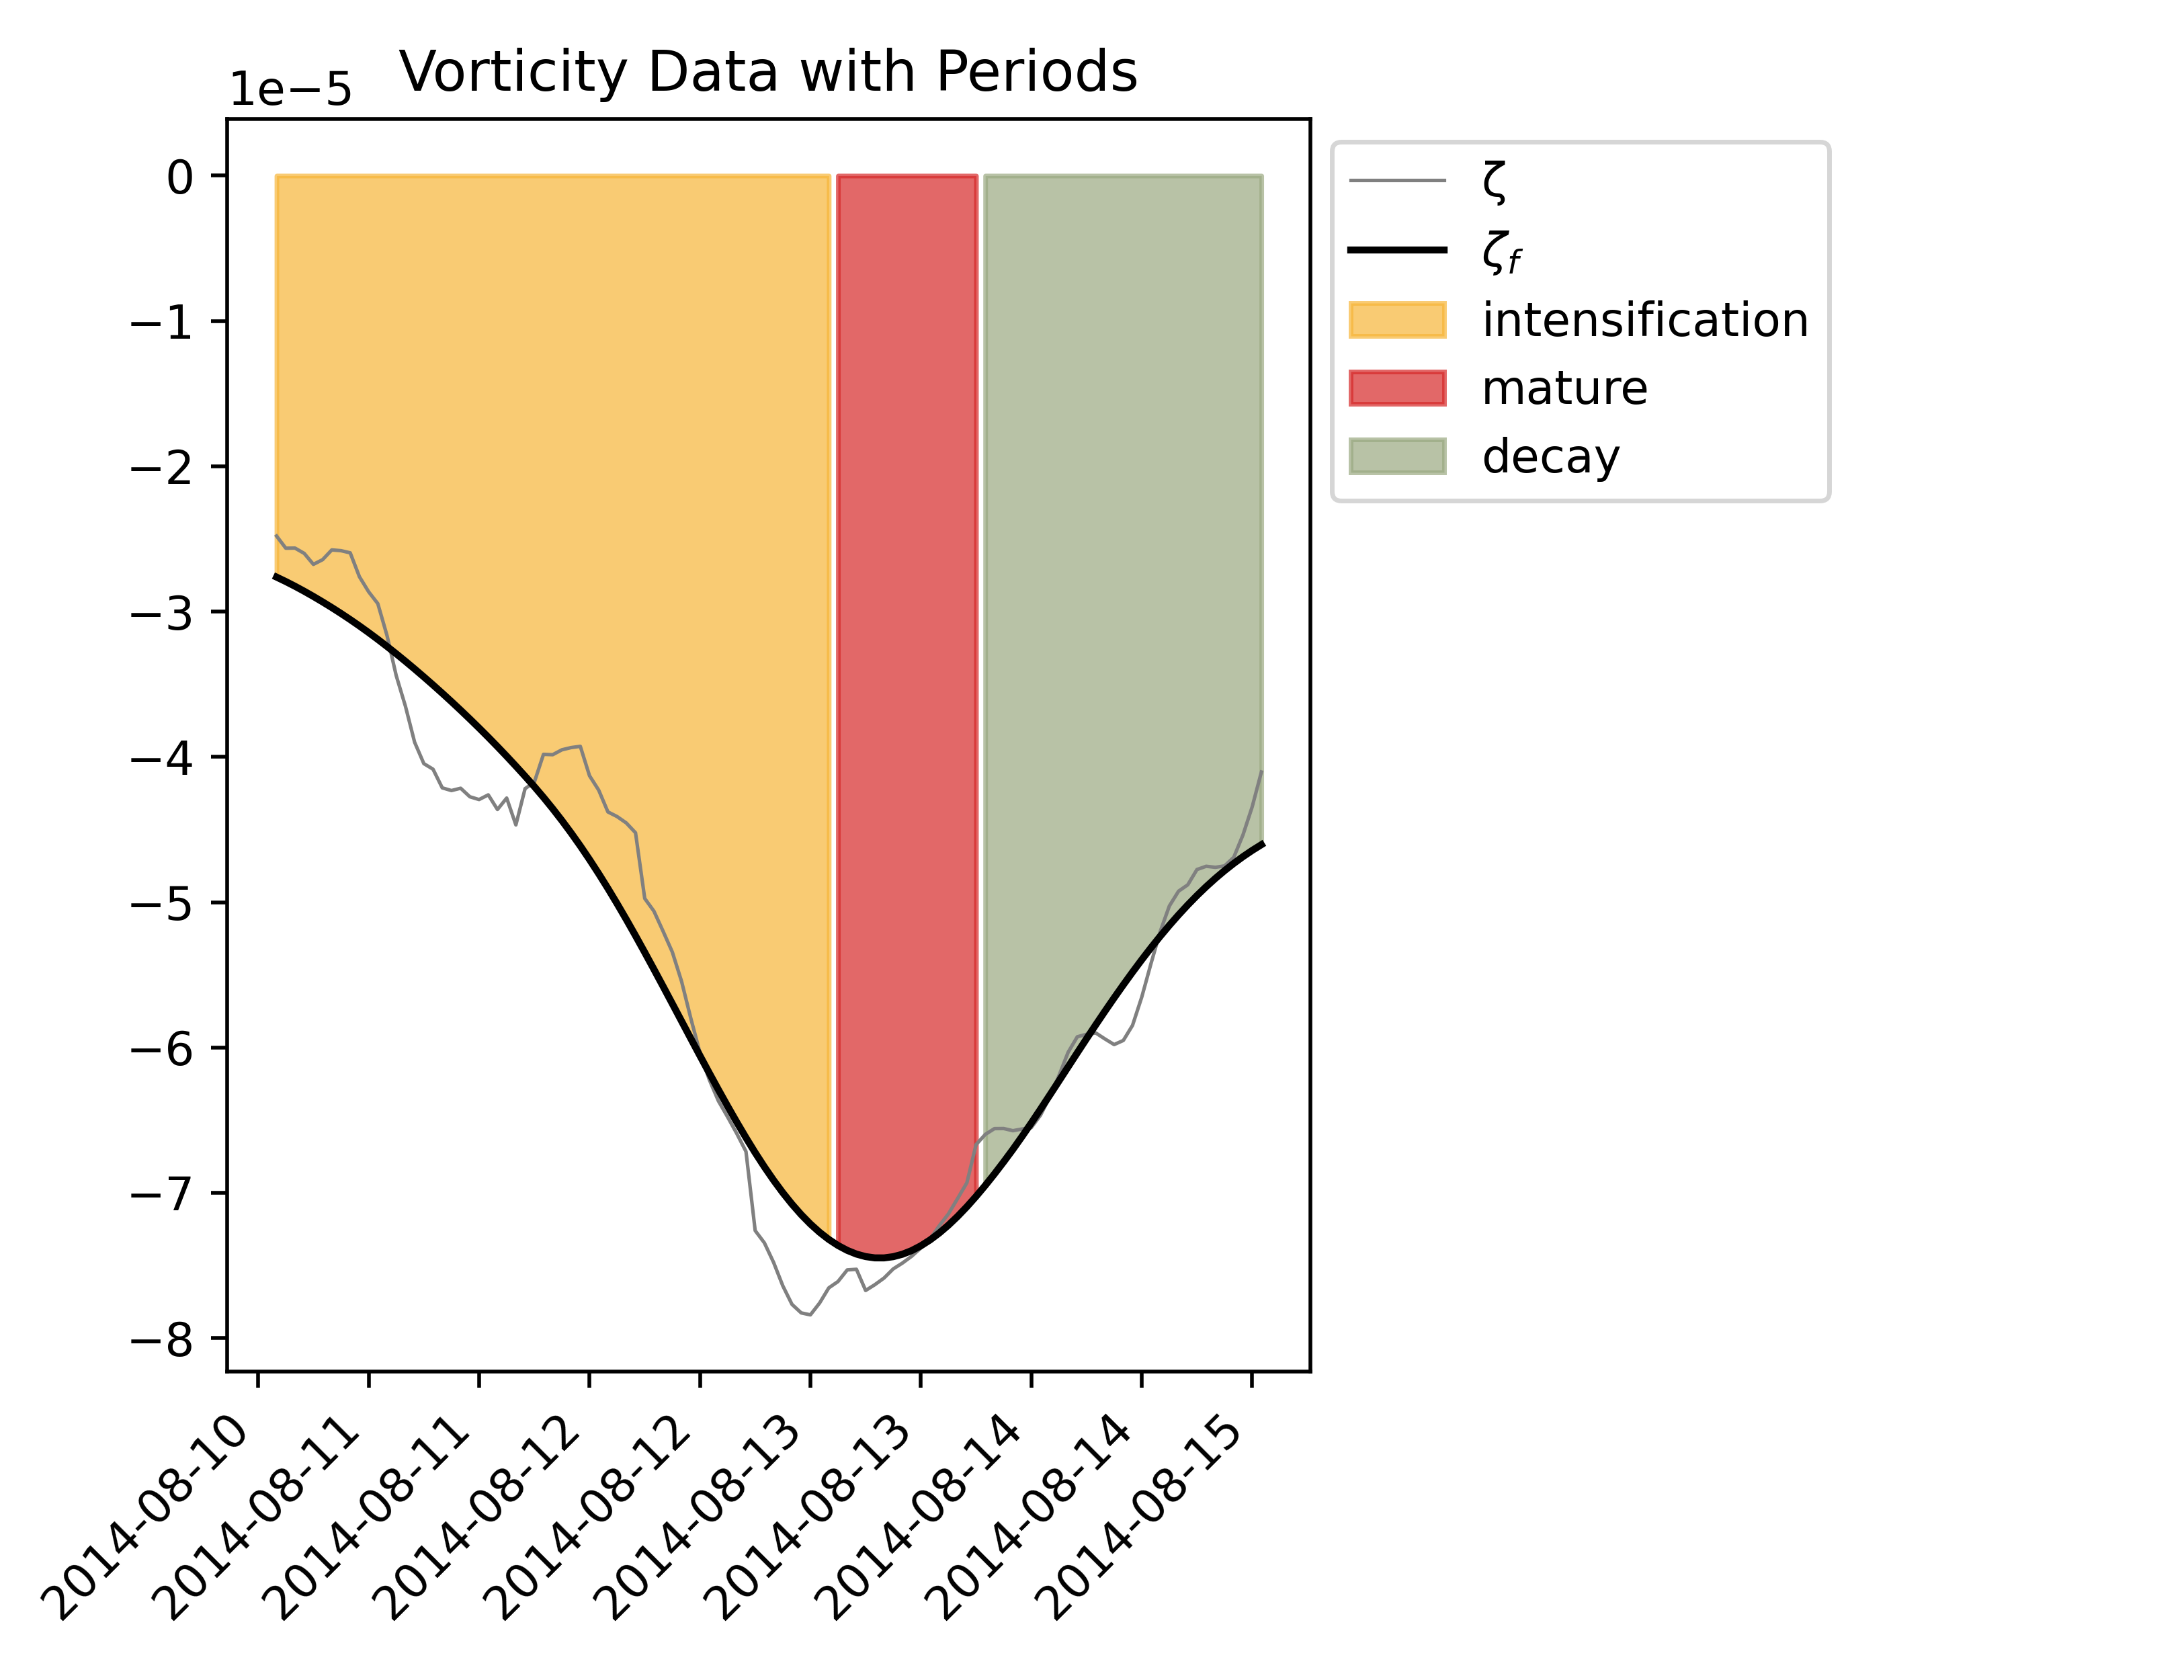 Vorticity Data with Periods
1e−5
0
−1
−2
−3
−4
−5
−6
−7
−8
2014-08-10
2014-08-11
2014-08-11
2014-08-12
2014-08-12
2014-08-13
2014-08-13
2014-08-14
2014-08-14
2014-08-15
ζ
ζf
intensification
mature
decay